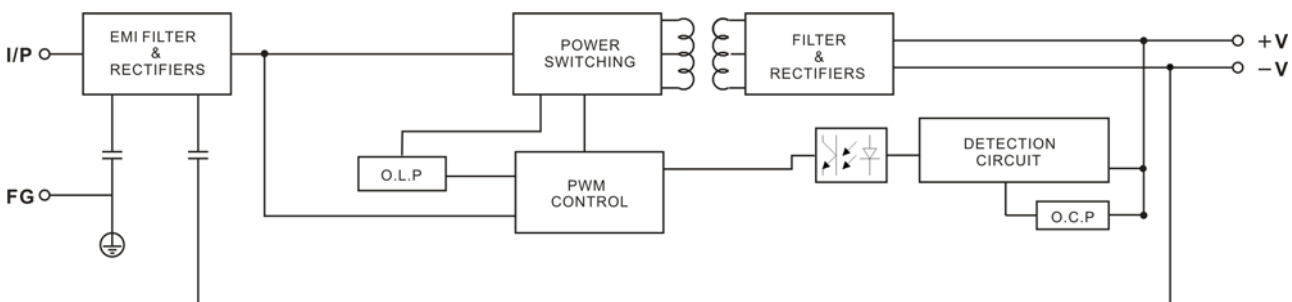 I/P
EMI FILTER
&
RECTIFIERS
POWER
SWITCHING
FILTER
&
RECTIFIERS
+V
−V
O.L.P
PWM
CONTROL
DETECTION
CIRCUIT
O.C.P
FG